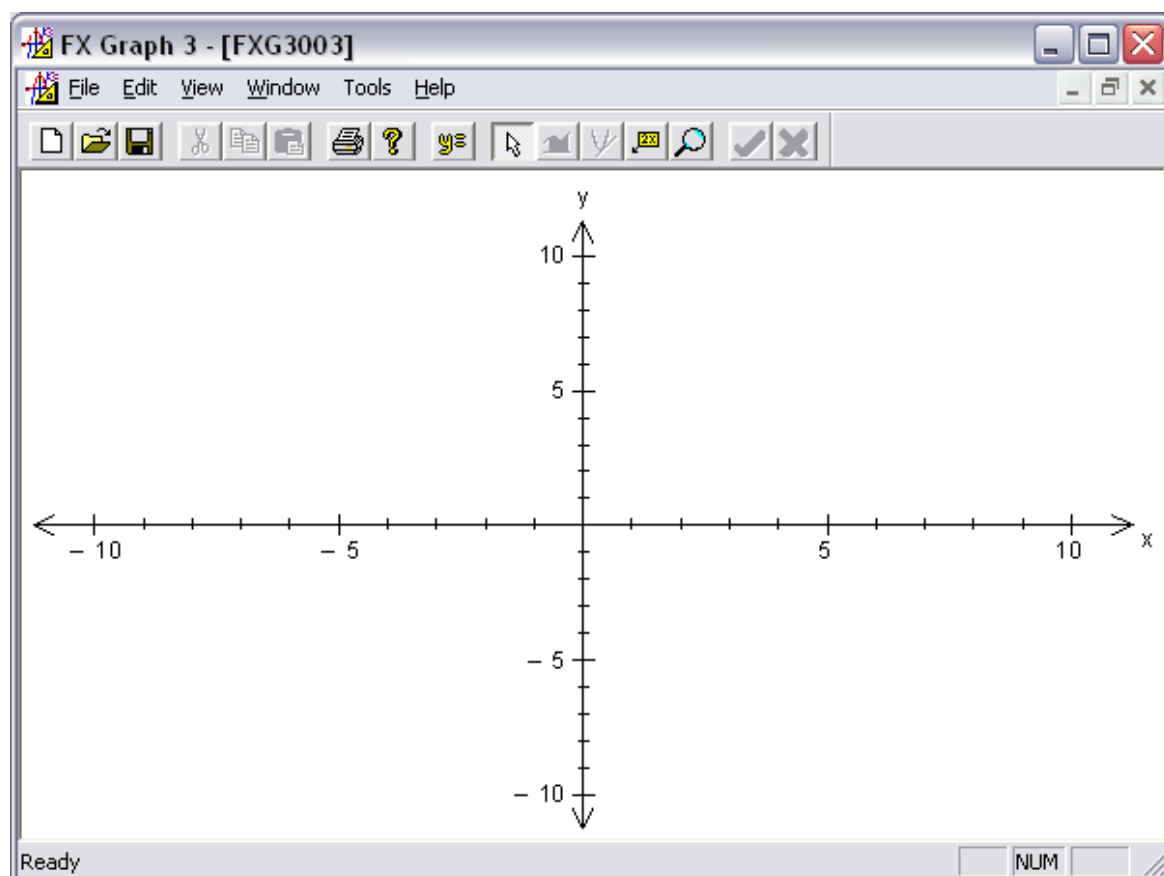 FX Graph 3 - [FXG3003]
File Edit View Window Tools Help
y=
2x
y
10
5
– 10
– 5
5
10
x
– 5
– 10
Ready
NUM